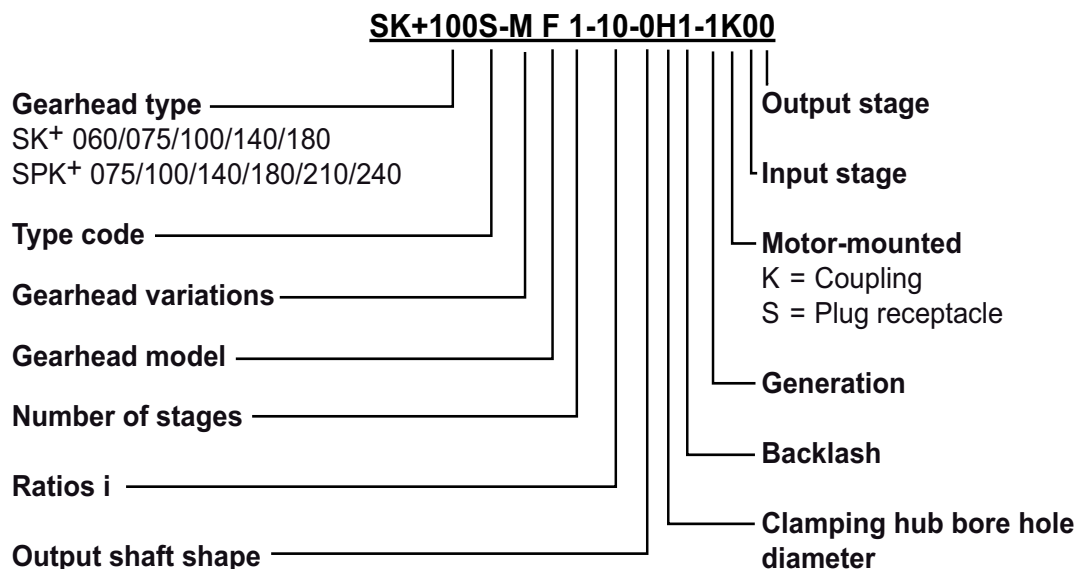 SK+100S-M F 1-10-0H1-1K00
Gearhead type
SK+ 060/075/100/140/180
SPK+ 075/100/140/180/210/240
Type code
Gearhead variations
Gearhead model
Number of stages
Ratios i
Output shaft shape
Output stage
Input stage
Motor-mounted
K = Coupling
S = Plug receptacle
Generation
Backlash
Clamping hub bore hole
diameter